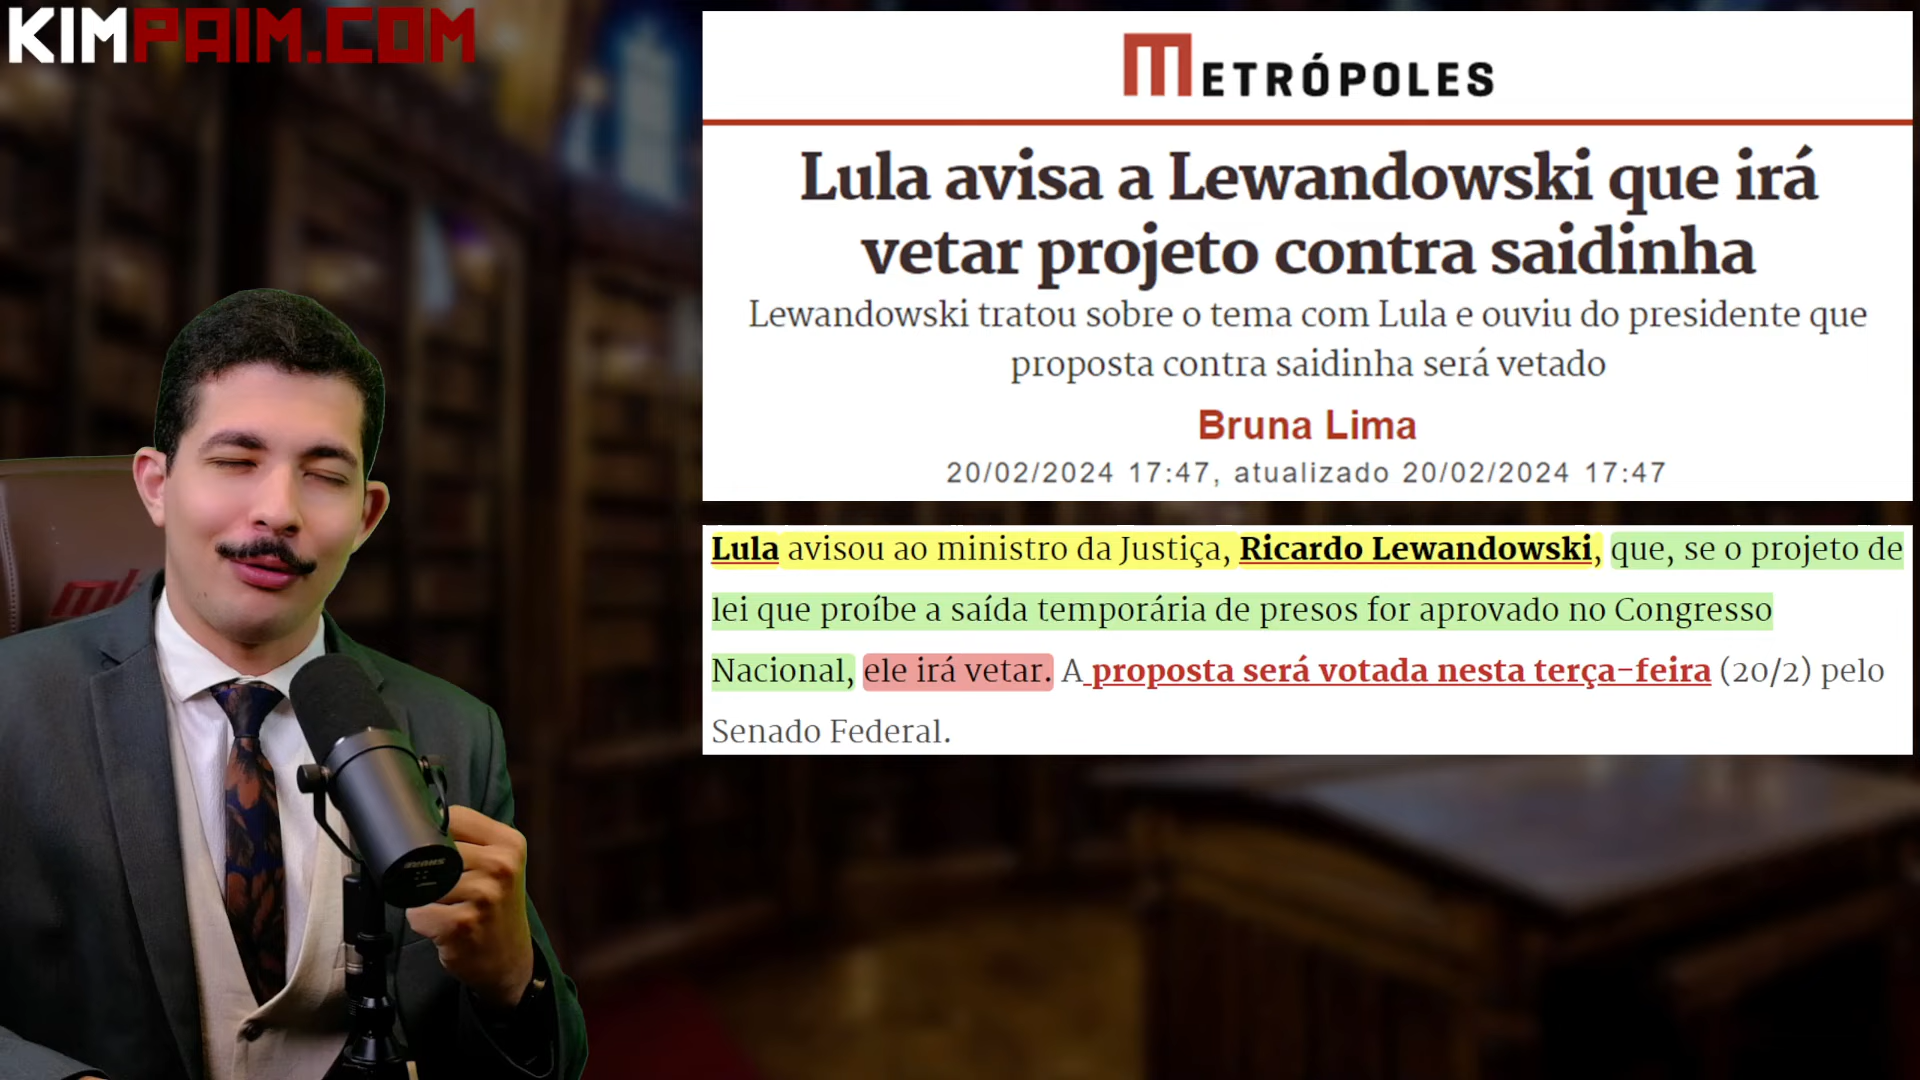 KIMPAIM.COM
METRÓPOLES
Lula avisa a Lewandowski que irá
vetar projeto contra saidinha
Lewandowski tratou sobre o tema com Lula e ouviu do presidente que
proposta contra saidinha será vetado
Bruna Lima
20/02/2024 17:47, atualizado 20/02/2024 17:47
Lula avisou ao ministro da Justiça, Ricardo Lewandowski, que, se o projeto de
lei que proíbe a saída temporária de presos for aprovado no Congresso
Nacional, ele irá vetar. A proposta será votada nesta terça-feira (20/2) pelo
Senado Federal.